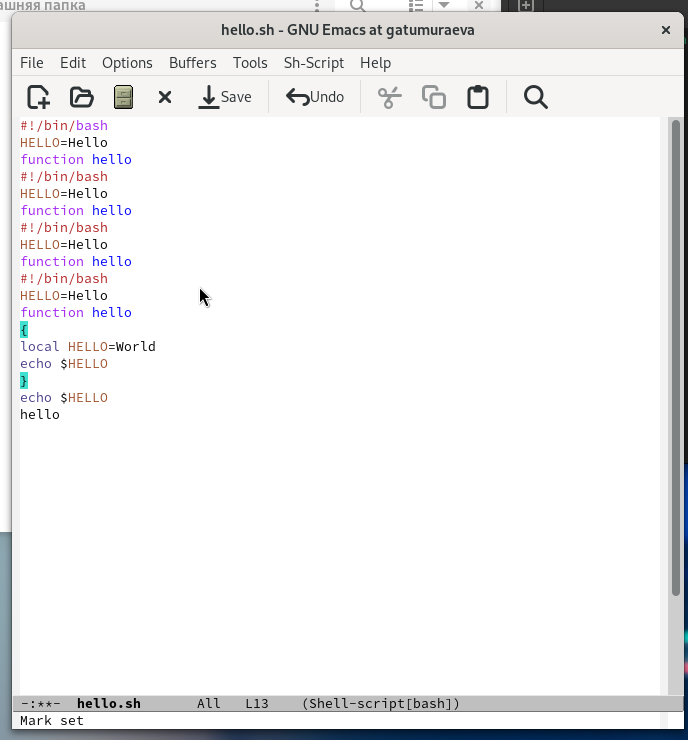 ашняя папка
hello.sh - GNU Emacs at gatumuraeva
File Edit Options Buffers Tools Sh-Script Help
Save Undo
#!/bin/bash
HELLO=Hello
function hello
#!/bin/bash
HELLO=Hello
function hello
#!/bin/bash
HELLO=Hello
function hello
#!/bin/bash
HELLO=Hello
function hello
{
local HELLO=World
echo $HELLO
}
echo $HELLO
hello
-:**- hello.sh All L13 (Shell-script[bash])
Mark set